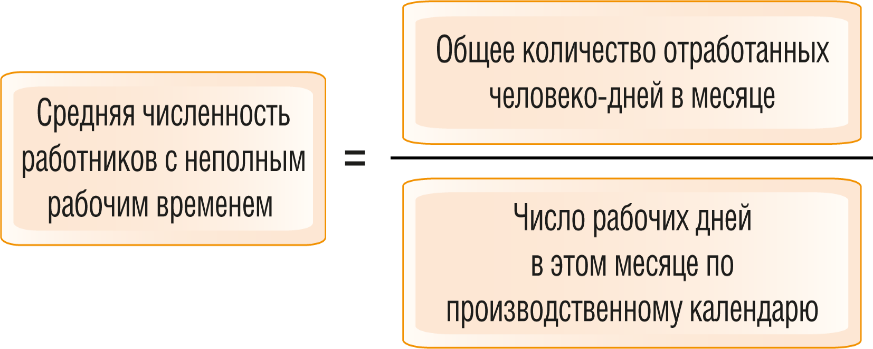 Средняя численность
работников с неполным
рабочим временем
=
Общее количество отработанных
человеко-дней в месяце
Число рабочих дней
в этом месяце по
производственному календарю